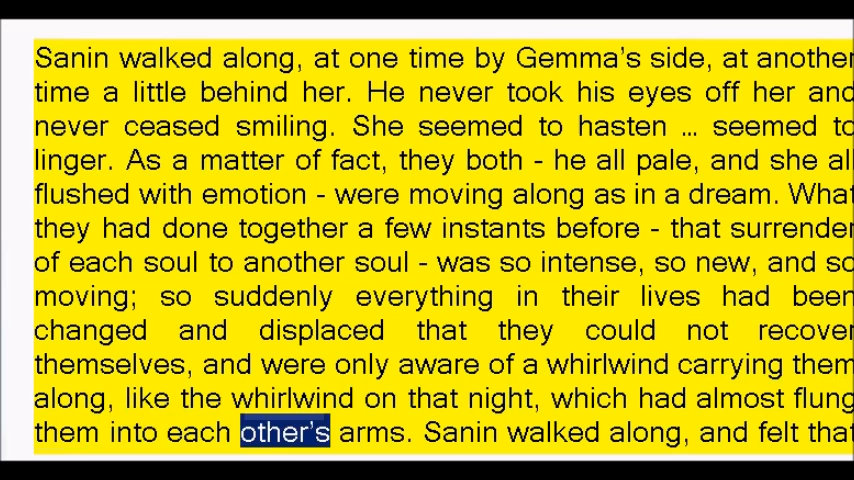 Sanin walked along, at one time by Gemma's side, at another
time a little behind her. He never took his eyes off her and
never ceased smiling. She seemed to hasten ... seemed to
linger. As a matter of fact, they both - he all pale, and she all
flushed with emotion - were moving along as in a dream. What
they had done together a few instants before - that surrender
of each soul to another soul - was so intense, so new, and so
moving; so suddenly everything in their lives had been
changed and displaced that they could not recover
themselves, and were only aware of a whirlwind carrying them
along, like the whirlwind on that night, which had almost flung
them into each other's arms. Sanin walked along, and felt that